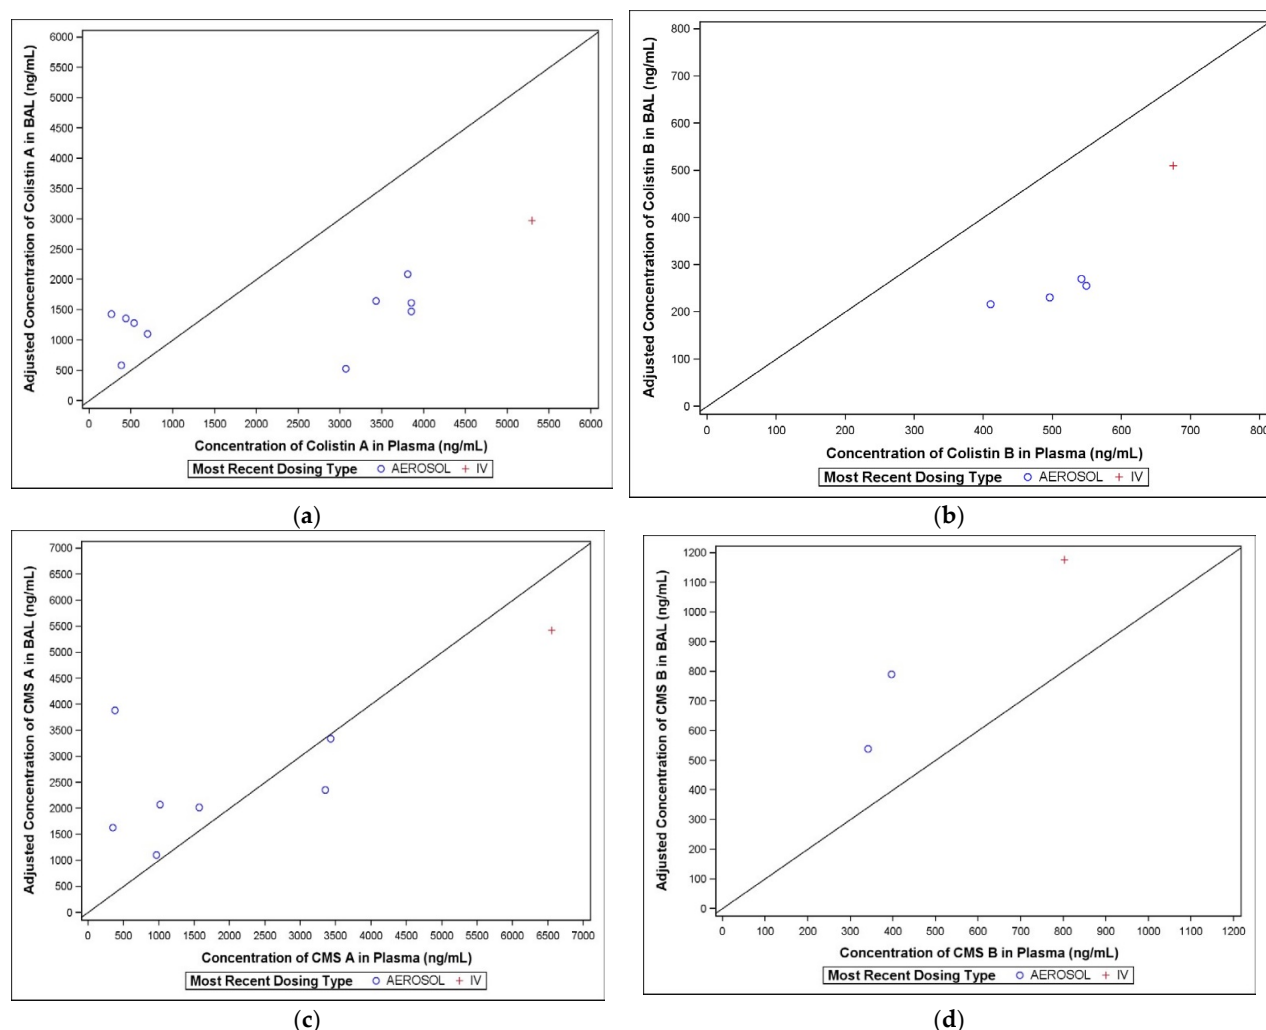 Adjusted Concentration of Colistin A in BAL (ng/mL)
6000
5500
5000
4500
4000
3500
3000
2500
2000
1500
1000
500
0
0 500 1000 1500 2000 2500 3000 3500 4000 4500 5000 5500 6000
Concentration of Colistin A in Plasma (ng/mL)
Most Recent Dosing Type AEROSOL IV
(a)
Adjusted Concentration of Colistin B in BAL (ng/mL)
800
700
600
500
400
300
200
100
0
0 100 200 300 400 500 600 700 800
Concentration of Colistin B in Plasma (ng/mL)
Most Recent Dosing Type AEROSOL IV
(b)
Adjusted Concentration of CMS A in BAL (ng/mL)
7000
6500
6000
5500
5000
4500
4000
3500
3000
2500
2000
1500
1000
500
0
0 500 1000 1500 2000 2500 3000 3500 4000 4500 5000 5500 6000 6500 7000
Concentration of CMS A in Plasma (ng/mL)
Most Recent Dosing Type AEROSOL IV
(c)
Adjusted Concentration of CMS B in BAL (ng/mL)
1200
1100
1000
900
800
700
600
500
400
300
200
100
0
0 100 200 300 400 500 600 700 800 900 1000 1100 1200
Concentration of CMS B in Plasma (ng/mL)
Most Recent Dosing Type AEROSOL IV
(d)